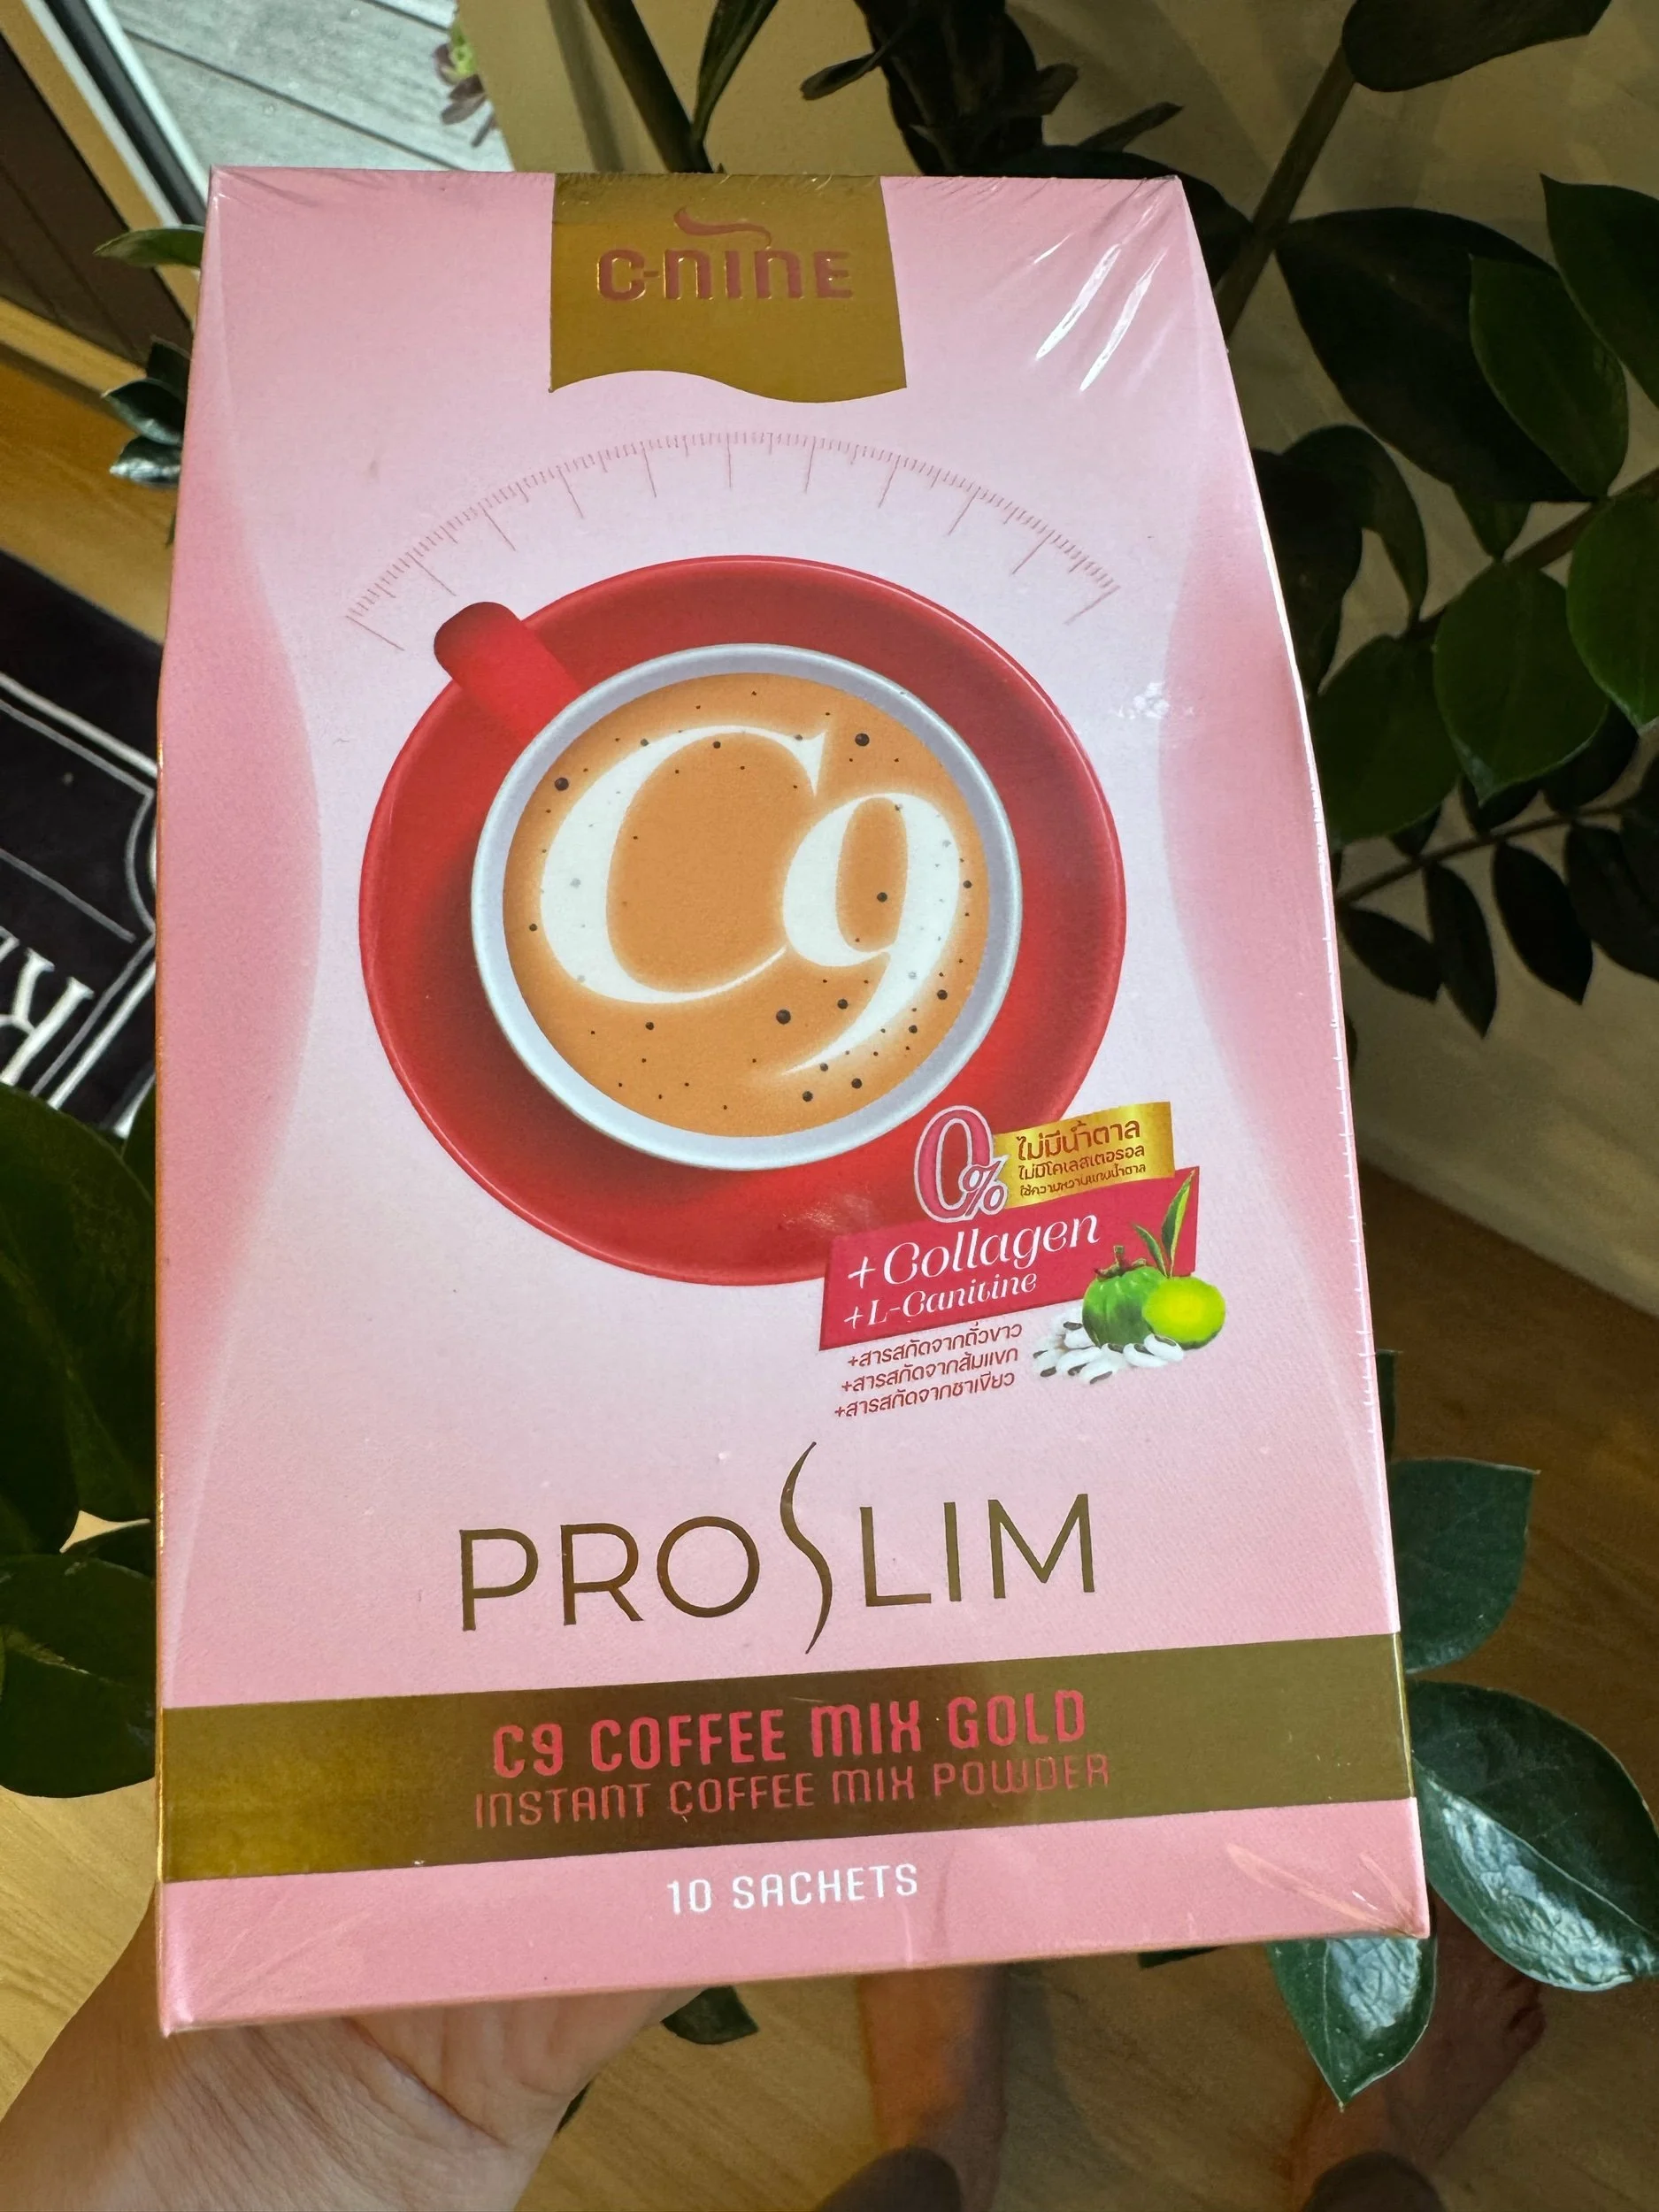 C-NINE
C9
0%
ไม่มีน้ำตาล
ไม่มีโคเลสเตอรอล
ใช้ความหวานแทนน้ำตาล
+Collagen
+L-Canitine
+สารสกัดจากถั่วขาว
+สารสกัดจากส้มแขก
+สารสกัดจากชาเขียว
PROSLIM
C9 COFFEE MIX GOLD
INSTANT COFFEE MIX POWDER
10 SACHETS